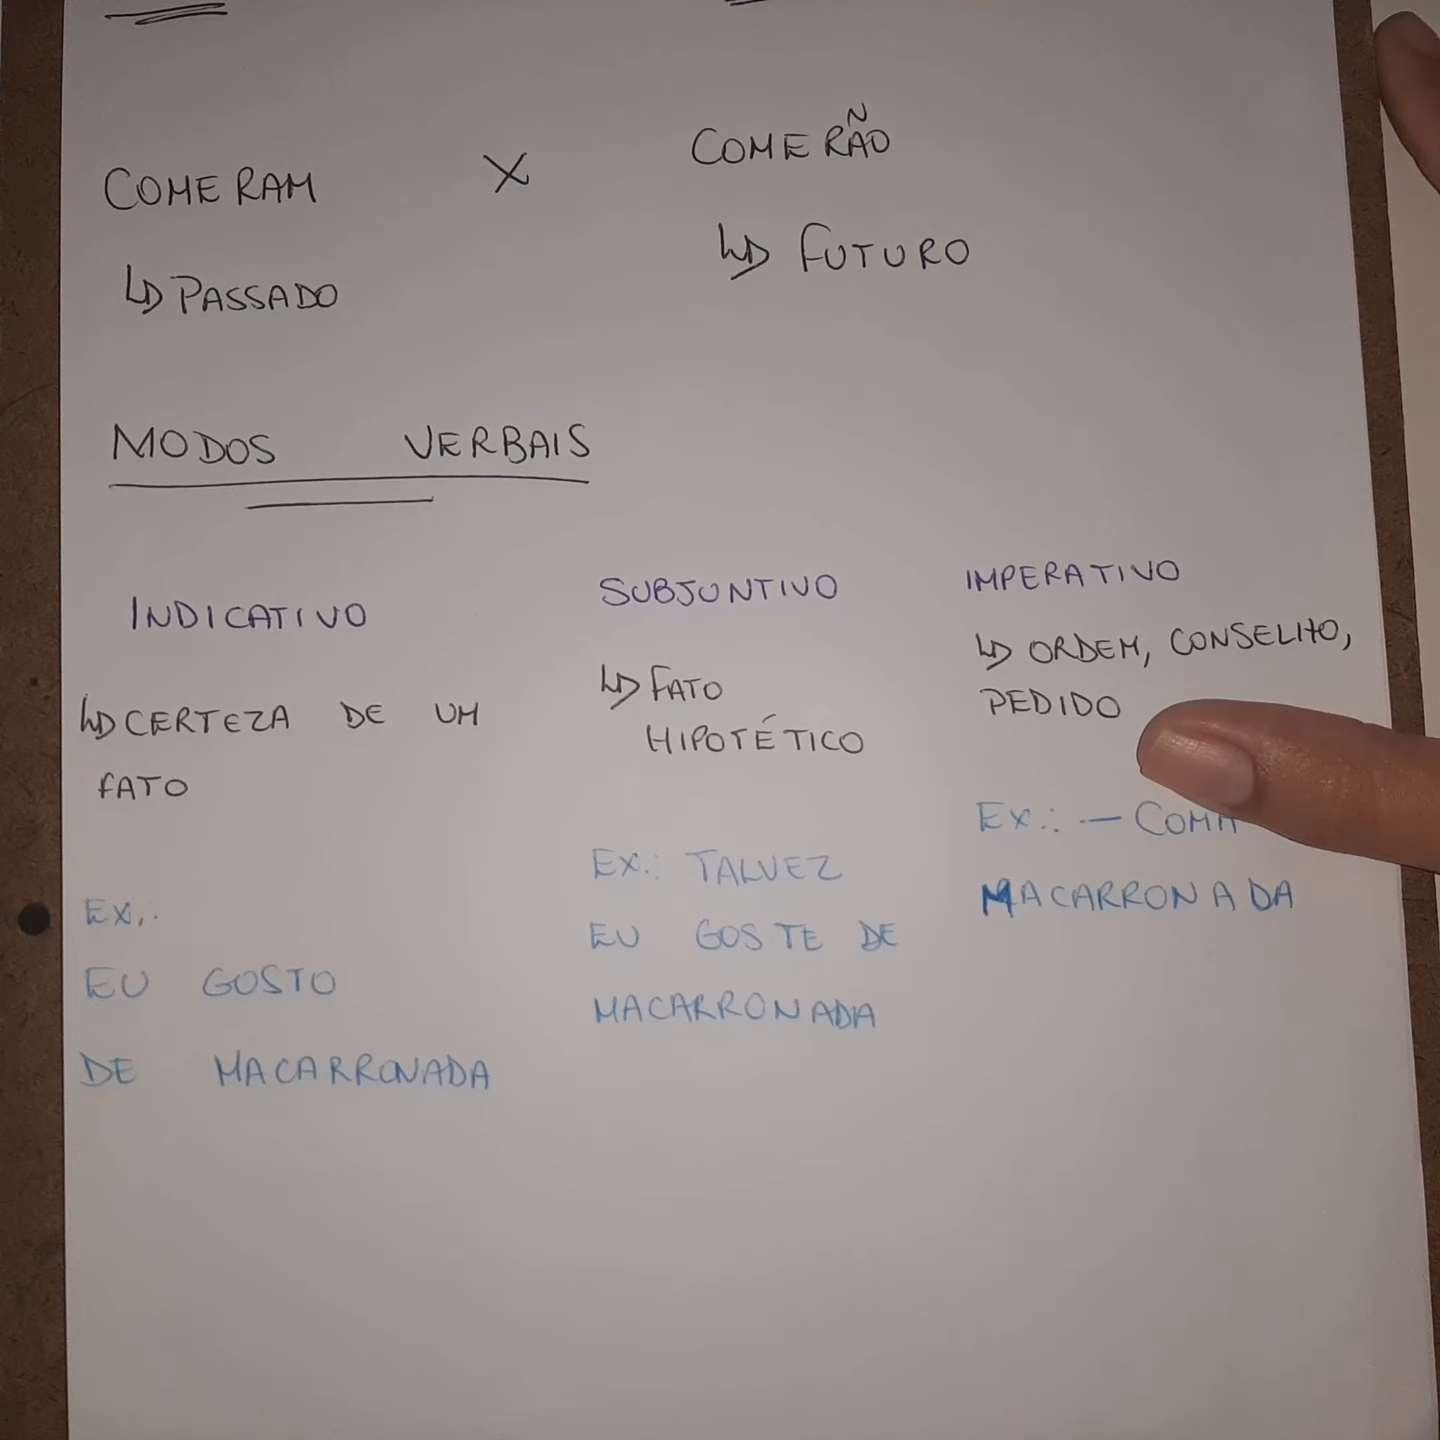 COMERAM X COMERÃO
↳ PASSADO
↳ FUTURO
MODOS VERBAIS
INDICATIVO
↳ CERTEZA DE UM
FATO
EX.:
EU GOSTO
DE MACARRONADA
SUBJUNTIVO
↳ FATO
HIPOTÉTICO
EX.: TALVEZ
EU GOSTE DE
MACARRONADA
IMPERATIVO
↳ ORDEM, CONSELHO,
PEDIDO
EX.: — COMA
MACARRONADA